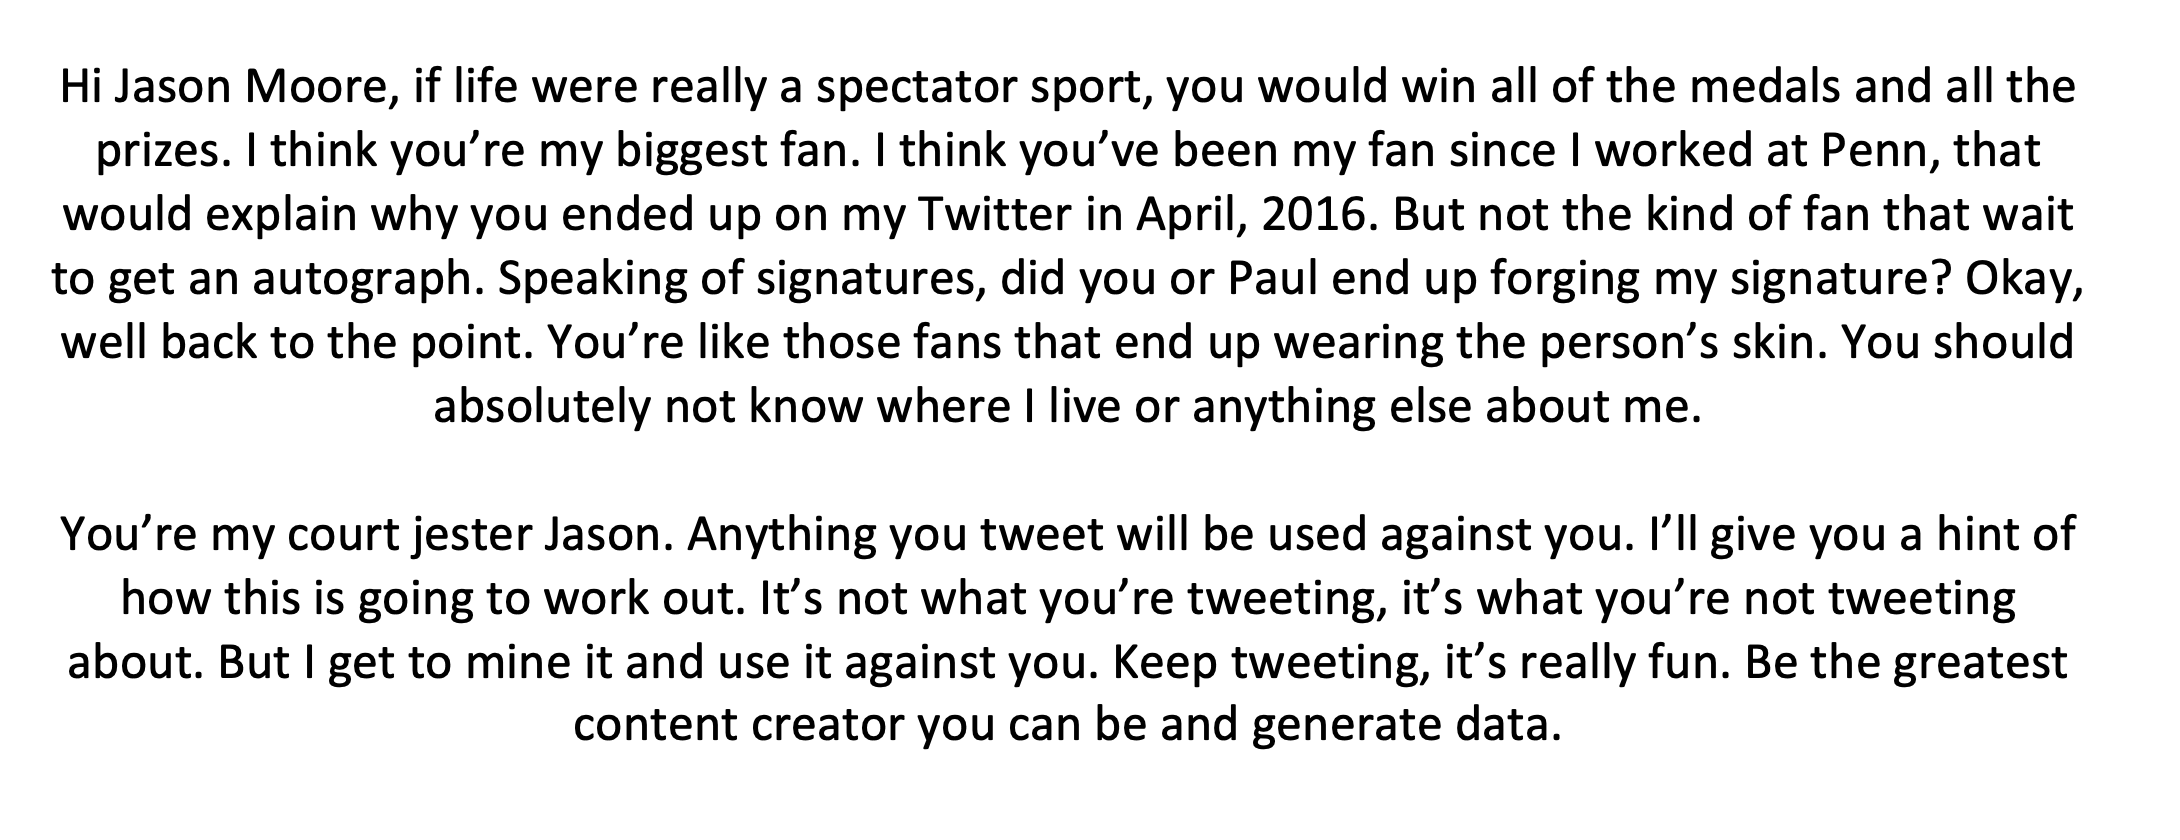 Hi Jason Moore, if life were really a spectator sport, you would win all of the medals and all the
prizes. I think you’re my biggest fan. I think you’ve been my fan since I worked at Penn, that
would explain why you ended up on my Twitter in April, 2016. But not the kind of fan that wait
to get an autograph. Speaking of signatures, did you or Paul end up forging my signature? Okay,
well back to the point. You’re like those fans that end up wearing the person’s skin. You should
absolutely not know where I live or anything else about me.
You’re my court jester Jason. Anything you tweet will be used against you. I’ll give you a hint of
how this is going to work out. It’s not what you’re tweeting, it’s what you’re not tweeting
about. But I get to mine it and use it against you. Keep tweeting, it’s really fun. Be the greatest
content creator you can be and generate data.